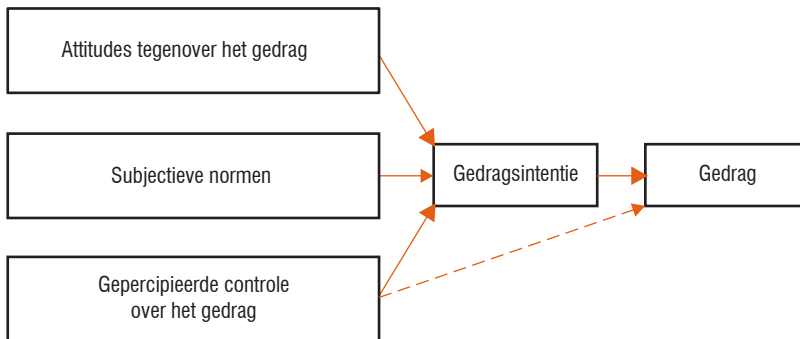 Attitudes tegenover het gedrag
Subjectieve normen
Gedragsintentie
Gedrag
Gepercipieerde controle
over het gedrag